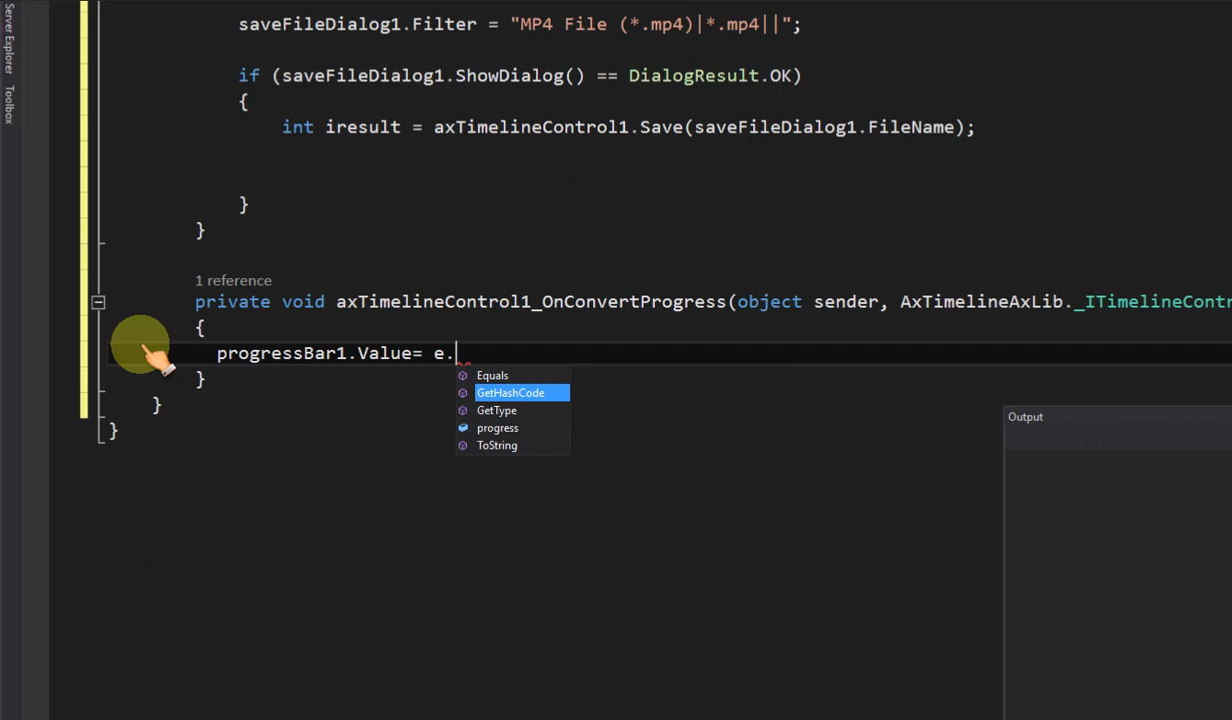 Server Explorer
Toolbox
saveFileDialog1.Filter = "MP4 File (*.mp4)|*.mp4||";
if (saveFileDialog1.ShowDialog() == DialogResult.OK)
{
int iresult = axTimelineControl1.Save(saveFileDialog1.FileName);
}
}
1 reference
private void axTimelineControl1_OnConvertProgress(object sender, AxTimelineAxLib._ITimelineContr
{
progressBar1.Value= e.
Equals
GetHashCode
GetType
progress
ToString
}
}
}
Output